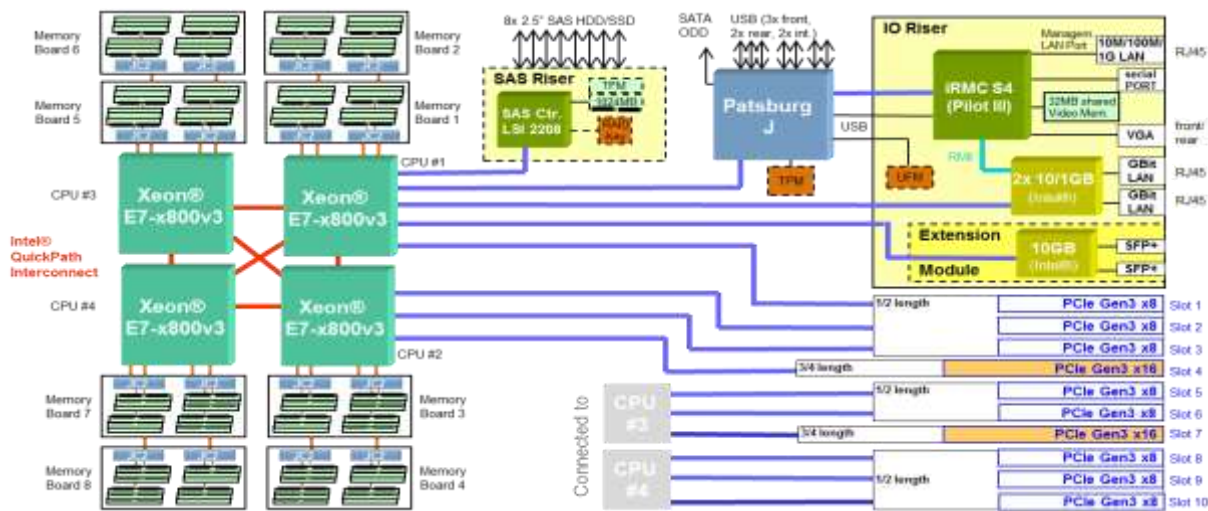 Memory
Board 6
Memory
Board 2
Memory
Board 5
Memory
Board 1
8x 2.5" SAS HDD/SSD
SAS Riser
TPM
SAS Ctr.
LSI 2208
SATA
ODD
USB (3x front,
2x rear, 2x int.)
Patsburg
J
USB
TPM
UFM
IO Riser
iRMC S4
(Pilot III)
Managem.
LAN Port
10M/100M/
1G LAN
RJ45
serial
PORT
32MB shared
Video Mem.
VGA
front/
rear
2x 10/1GB
(Intel®)
GBit
LAN
RJ45
GBit
LAN
RJ45
Extension
Module
10GB
(Intel®)
SFP+
SFP+
CPU #1
CPU #3
Xeon®
E7-x800v3
Xeon®
E7-x800v3
Intel®
QuickPath
Interconnect
CPU #4
Xeon®
E7-x800v3
Xeon®
E7-x800v3
CPU #2
Memory
Board 7
Memory
Board 3
Memory
Board 8
Memory
Board 4
1/2 length
PCIe Gen3 x8 Slot 1
PCIe Gen3 x8 Slot 2
PCIe Gen3 x8 Slot 3
3/4 length
PCIe Gen3 x16 Slot 4
Connected to
CPU
#3
1/2 length
PCIe Gen3 x8 Slot 5
PCIe Gen3 x8 Slot 6
3/4 length
PCIe Gen3 x16 Slot 7
CPU
#4
1/2 length
PCIe Gen3 x8 Slot 8
PCIe Gen3 x8 Slot 9
PCIe Gen3 x8 Slot 10